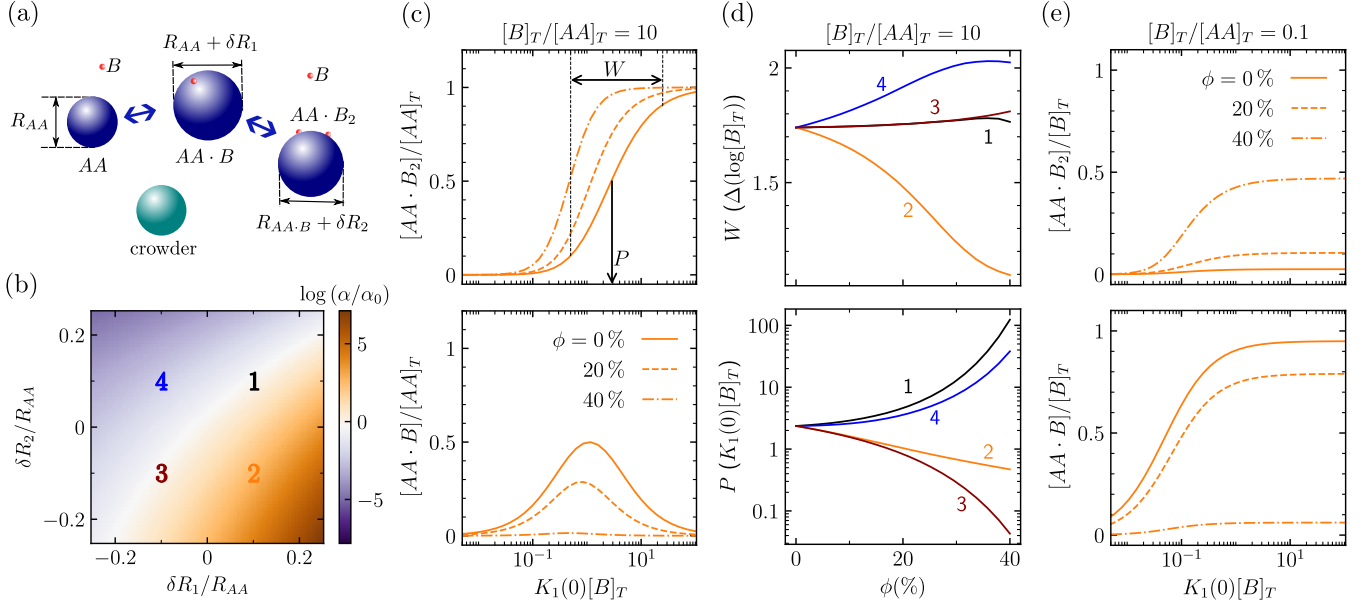 (a)
B
R_{AA} + δR_1
B
R_{AA}
AA · B_2
AA
AA · B
R_{AA·B} + δR_2
crowder
(b)
log (α/α_0)
0.2
0
−0.2
δR_2/R_{AA}
4
1
3
2
−0.2
0
0.2
δR_1/R_{AA}
5
0
−5
(c)
[B]_T/[AA]_T = 10
W
P
1
0.5
0
[AA · B_2]/[AA]_T
φ = 0 %
20 %
40 %
1
0.5
0
[AA · B]/[AA]_T
10^{−1}
10^1
K_1(0)[B]_T
(d)
[B]_T/[AA]_T = 10
2
1.5
W (Δ(log[B]_T))
4
3
1
2
100
10
1
0.1
P (K_1(0)[B]_T)
1
4
2
3
0
20
40
φ(%)
(e)
[B]_T/[AA]_T = 0.1
φ = 0 %
20 %
40 %
1
0.5
0
[AA · B_2]/[B]_T
1
0.5
0
[AA · B]/[B]_T
10^{−1}
10^1
K_1(0)[B]_T